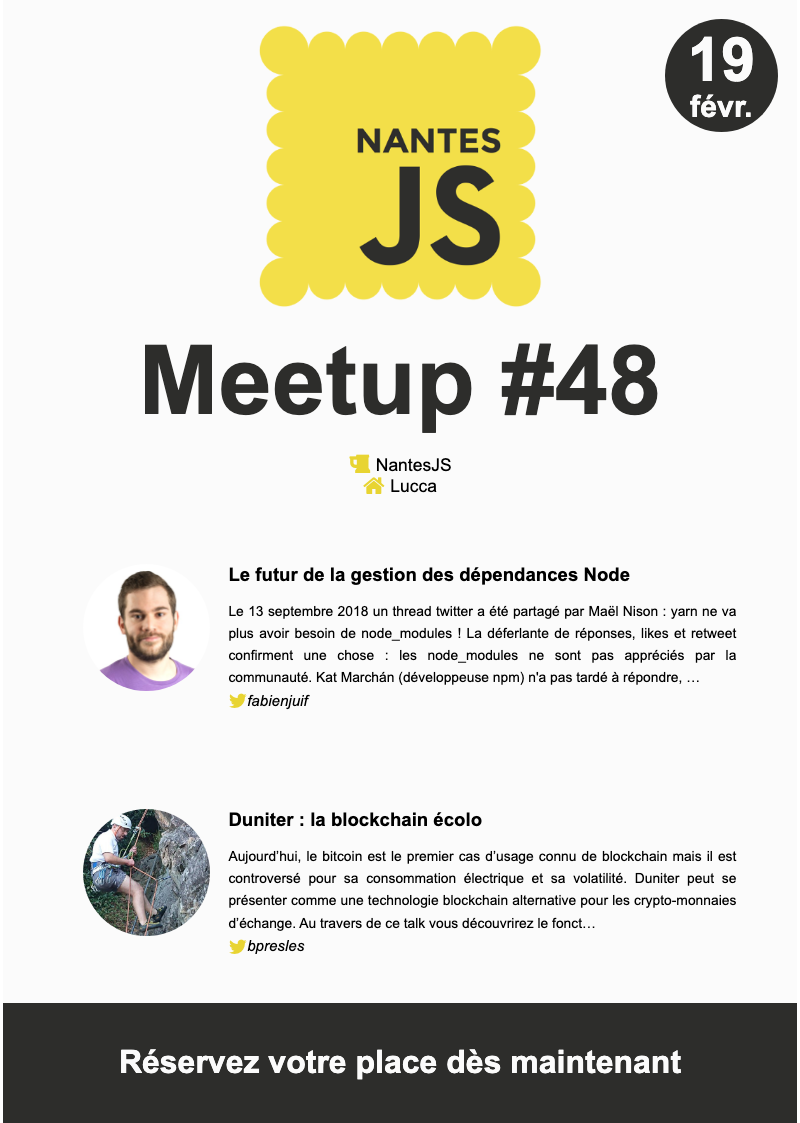 19
févr.
NANTES
JS
Meetup #48
NantesJS
Lucca
Le futur de la gestion des dépendances Node
Le 13 septembre 2018 un thread twitter a été partagé par Maël Nison : yarn ne va
plus avoir besoin de node_modules ! La déferlante de réponses, likes et retweet
confirment une chose : les node_modules ne sont pas appréciés par la
communauté. Kat Marchán (développeuse npm) n'a pas tardé à répondre, …
fabienjuif
Duniter : la blockchain écolo
Aujourd’hui, le bitcoin est le premier cas d’usage connu de blockchain mais il est
controversé pour sa consommation électrique et sa volatilité. Duniter peut se
présenter comme une technologie blockchain alternative pour les crypto-monnaies
d’échange. Au travers de ce talk vous découvrirez le fonct…
bpresles
Réservez votre place dès maintenant